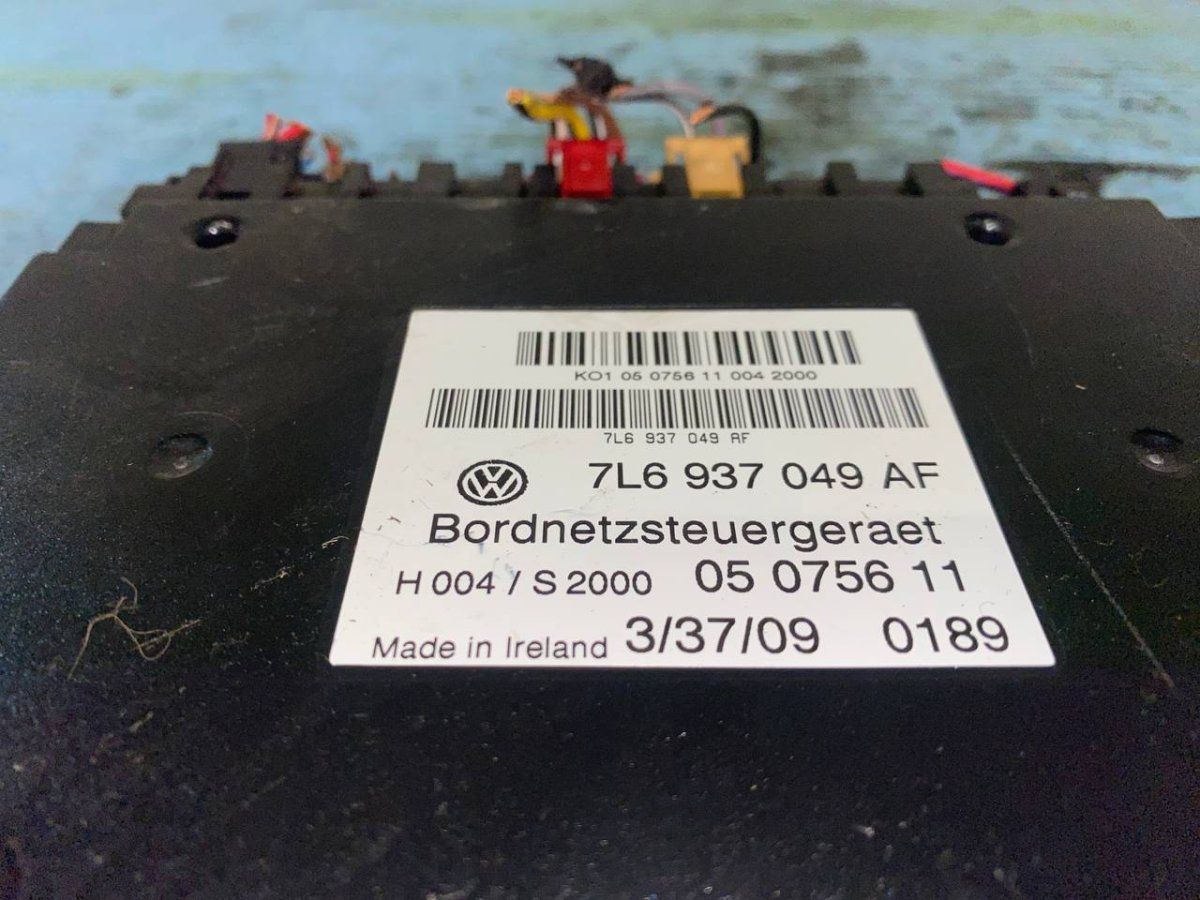 KO1 05 0756 11 004 2000
7L6 937 049 AF
7L6 937 049 AF
Bordnetzsteuergeraet
H 004 / S 2000 05 0756 11
Made in Ireland 3/37/09 0189